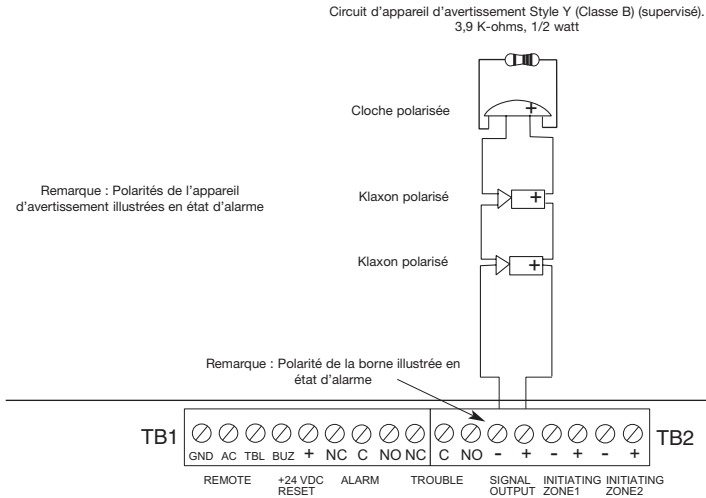 Circuit d'appareil d'avertissement Style Y (Classe B) (supervisé).
3,9 K-ohms, 1/2 watt
+
Cloche polarisée
Remarque : Polarités de l'appareil
d'avertissement illustrées en état d'alarme
Klaxon polarisé
+
Klaxon polarisé
+
Remarque : Polarité de la borne illustrée en
état d'alarme
TB1
TB2
GND AC TBL BUZ + NC C NO NC C NO - + - + - +
REMOTE +24 VDC ALARM TROUBLE SIGNAL INITIATING INITIATING
RESET OUTPUT ZONE1 ZONE2